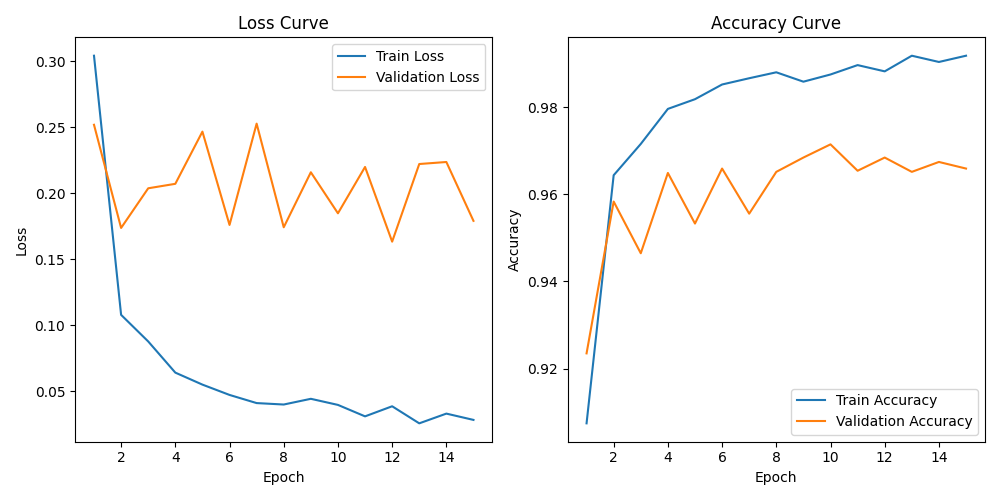 Loss Curve
0.30
0.25
0.20
0.15
0.10
0.05
Loss
2 4 6 8 10 12 14
Epoch
Train Loss
Validation Loss
Accuracy Curve
0.98
0.96
0.94
0.92
Accuracy
2 4 6 8 10 12 14
Epoch
Train Accuracy
Validation Accuracy